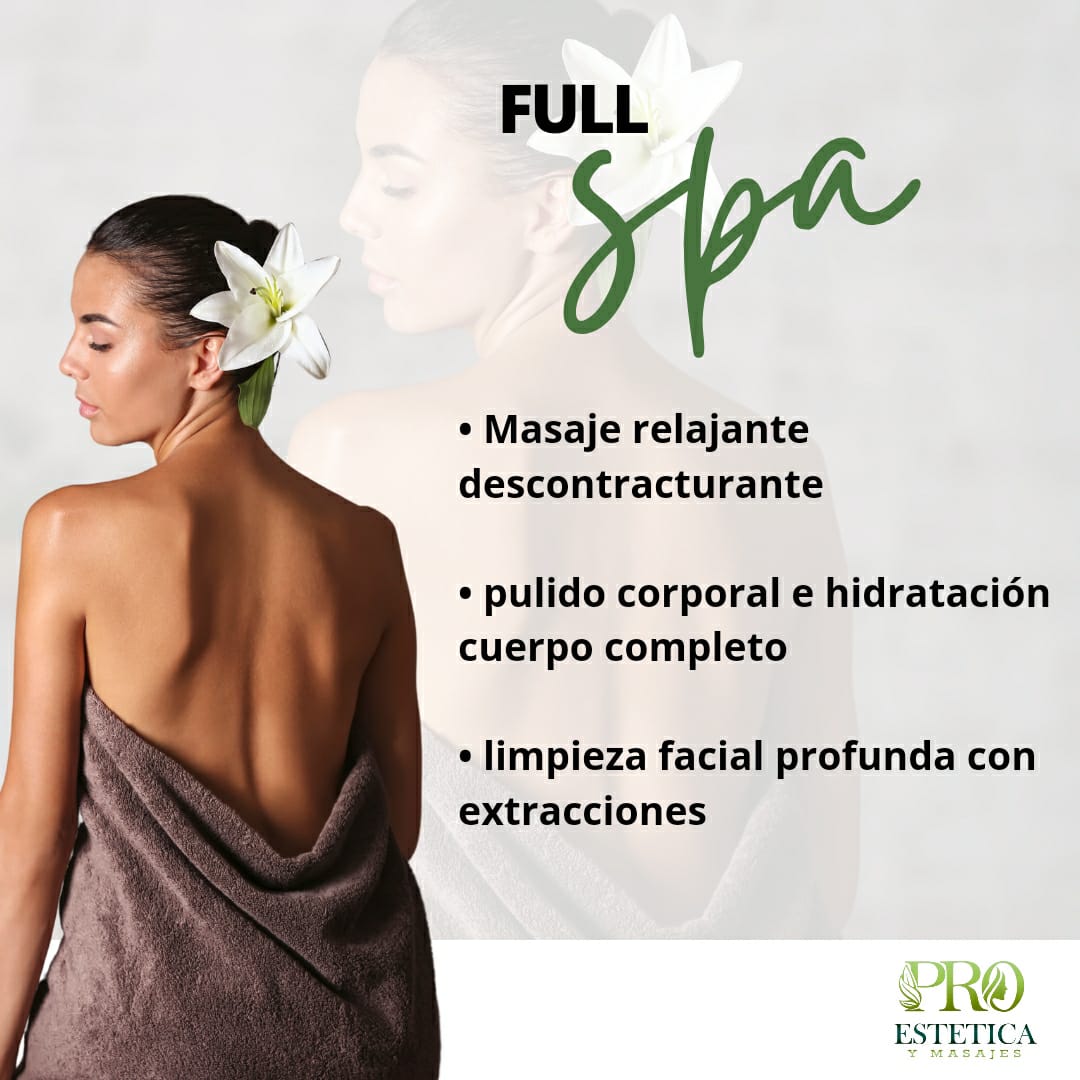 FULL
spa
• Masaje relajante
descontracturante
• pulido corporal e hidratación
cuerpo completo
• limpieza facial profunda con
extracciones
PRO
ESTETICA
Y MASAJES